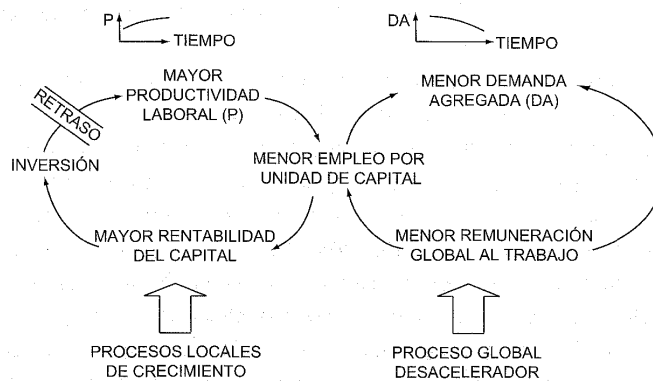 P
TIEMPO
DA
TIEMPO
MAYOR
PRODUCTIVIDAD
LABORAL (P)
MENOR DEMANDA
AGREGADA (DA)
RETRASO
INVERSIÓN
MENOR EMPLEO POR
UNIDAD DE CAPITAL
MAYOR RENTABILIDAD
DEL CAPITAL
MENOR REMUNERACIÓN
GLOBAL AL TRABAJO
PROCESOS LOCALES
DE CRECIMIENTO
PROCESO GLOBAL
DESACELERADOR